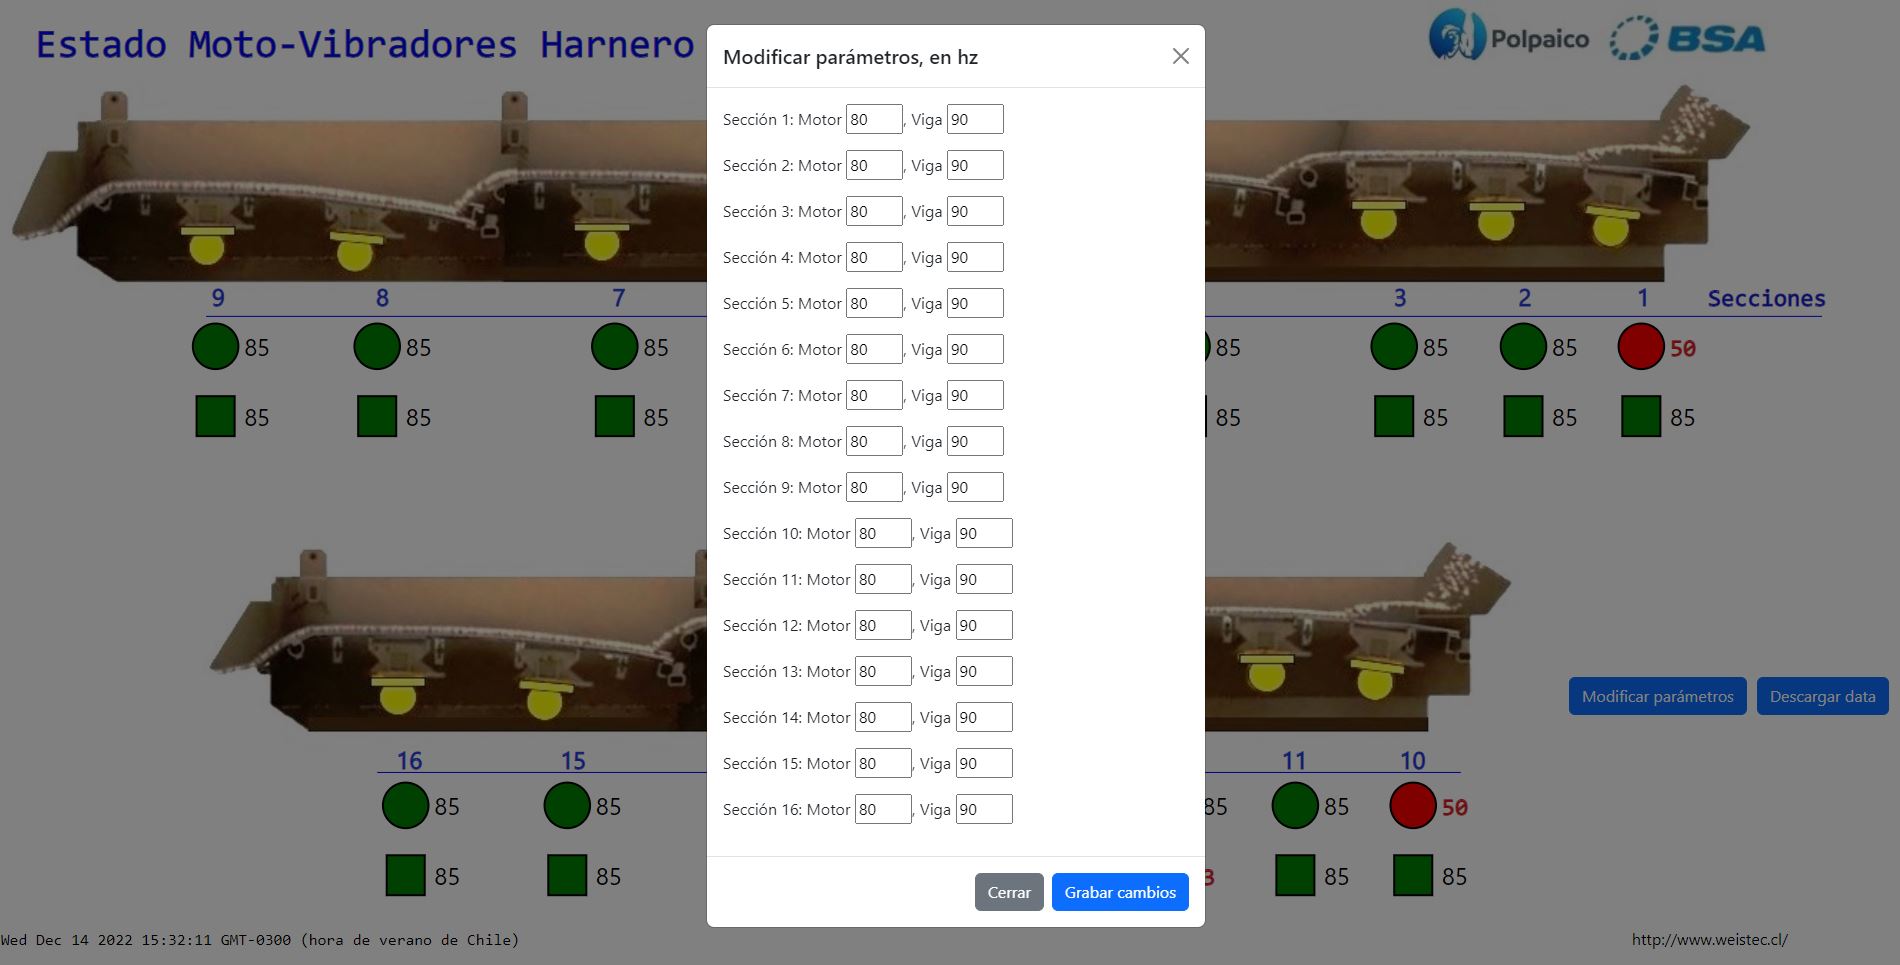 Estado Moto-Vibradores Harnero
Polpaico BSA
Modificar parámetros, en hz
Sección 1: Motor 80, Viga 90
Sección 2: Motor 80, Viga 90
Sección 3: Motor 80, Viga 90
Sección 4: Motor 80, Viga 90
Sección 5: Motor 80, Viga 90
Sección 6: Motor 80, Viga 90
Sección 7: Motor 80, Viga 90
Sección 8: Motor 80, Viga 90
Sección 9: Motor 80, Viga 90
Sección 10: Motor 80, Viga 90
Sección 11: Motor 80, Viga 90
Sección 12: Motor 80, Viga 90
Sección 13: Motor 80, Viga 90
Sección 14: Motor 80, Viga 90
Sección 15: Motor 80, Viga 90
Sección 16: Motor 80, Viga 90
Cerrar Grabar cambios
9 8 7 3 2 1 Secciones
85 85 85 85 85 85 50
85 85 85 85 85 85 85
Modificar parámetros Descargar data
16 15 11 10
85 85 85 85 50
85 85 3 85 85
Wed Dec 14 2022 15:32:11 GMT-0300 (hora de verano de Chile)
http://www.weistec.cl/